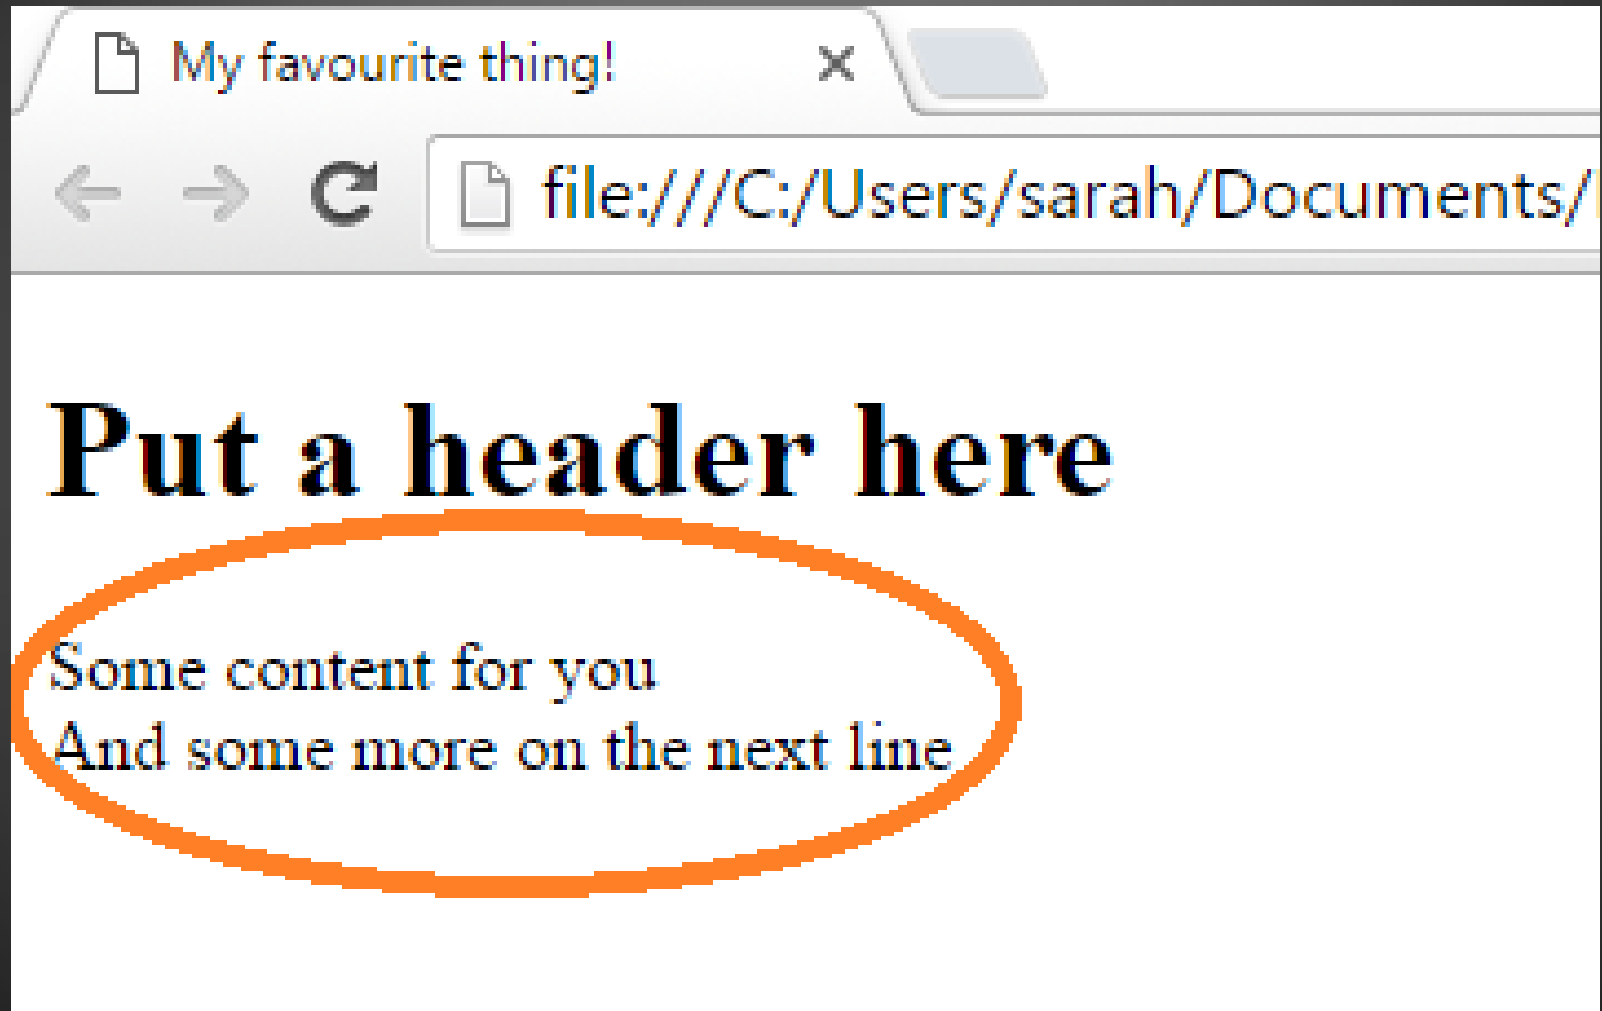 My favourite thing!
file:///C:/Users/sarah/Documents/
Put a header here
Some content for you
And some more on the next line